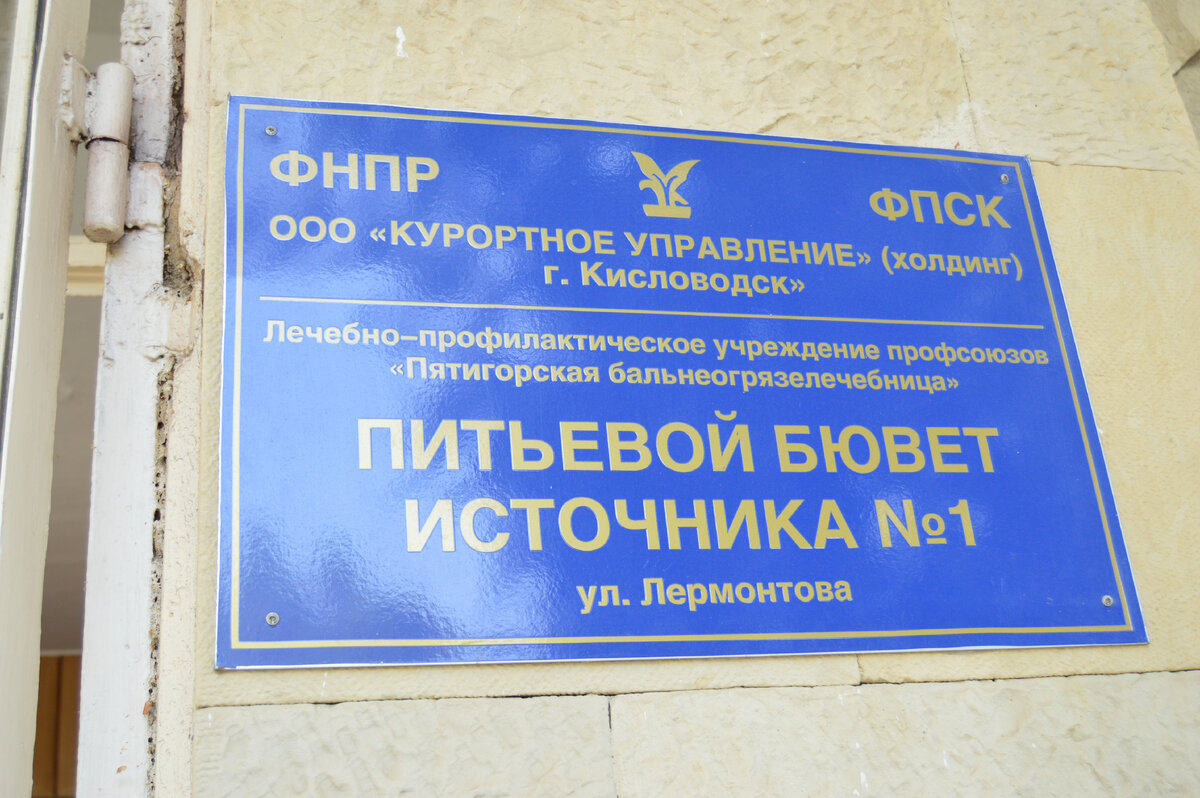 ФНПР
ФПСК
ООО «КУРОРТНОЕ УПРАВЛЕНИЕ» (холдинг)
г. Кисловодск»
Лечебно-профилактическое учреждение профсоюзов
«Пятигорская бальнеогрязелечебница»
ПИТЬЕВОЙ БЮВЕТ
ИСТОЧНИКА №1
ул. Лермонтова